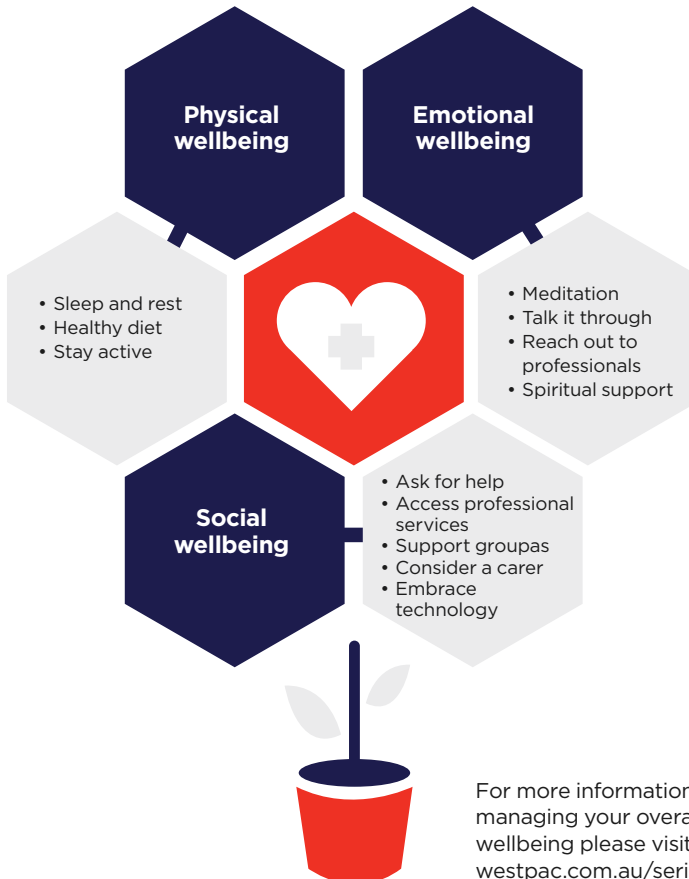 Physical
wellbeing
Emotional
wellbeing
• Sleep and rest
• Healthy diet
• Stay active
• Meditation
• Talk it through
• Reach out to
professionals
• Spiritual support
Social
wellbeing
• Ask for help
• Access professional
services
• Support groupas
• Consider a carer
• Embrace
technology
For more information
managing your overa
wellbeing please visit
westpac.com.au/seri